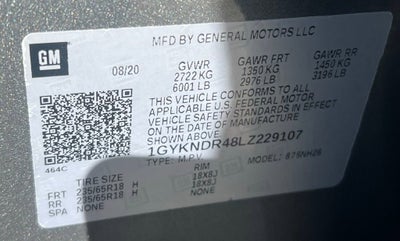 MFD BY GENERAL MOTORS LLC
GM
08/20
GVWR GAWR FRT GAWR RR
2722 KG 1350 KG 1450 KG
6001 LB 2976 LB 3196 LB
THIS VEHICLE CONFORMS TO ALL
APPLICABLE U.S. FEDERAL MOTOR
VEHICLE SAFETY STANDARDS IN EFFECT
ON THE DATE OF MANUFACTURE SHOWN ABOVE.
1GYKNDR48LZ229107
TYPE: M.P.V. MODEL:
464C
TIRE SIZE RIM
FRT 235/65R18 H 18X8J
RR 235/65R18 H 18X8J
SPA NONE NONE